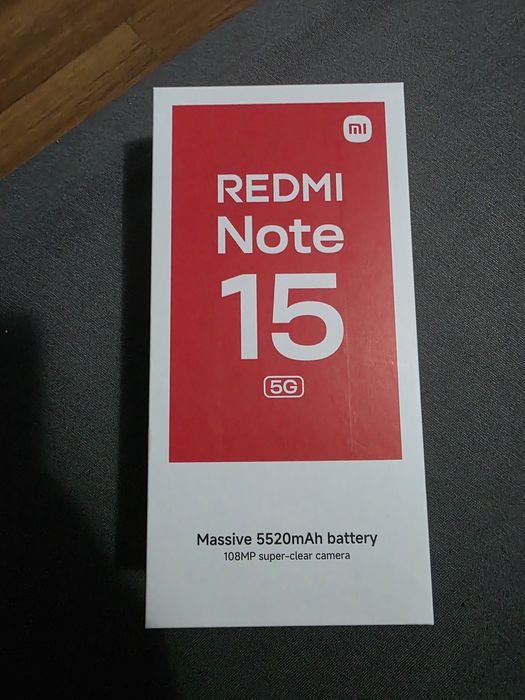 mi
REDMI
Note
15
5G
Massive 5520mAh battery
108MP super-clear camera